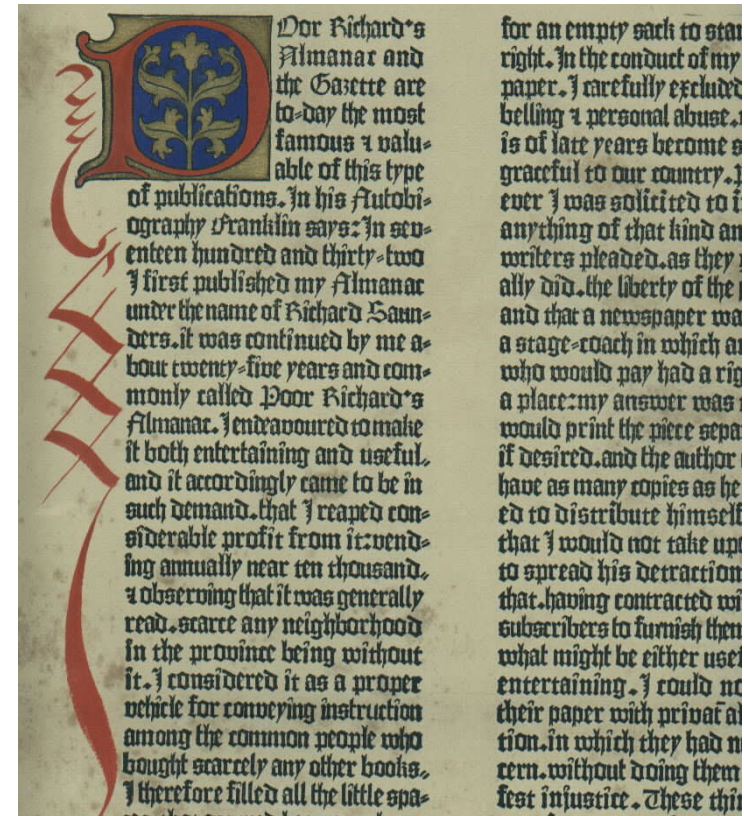 POor Richard's
Almanac and
the Gazette are
to-day the most
famous ⁊ valu-
able of this type
of publications. In his Autobi-
ography Franklin says: In sev-
enteen hundred and thirty-two
I first published my Almanac
under the name of Richard Saun-
ders. it was continued by me a-
bout twenty-five years and com-
monly called Poor Richard's
Almanac. I endeavoured to make
it both entertaining and useful.
and it accordingly came to be in
such demand. that I reaped con-
siderable profit from it: vend-
ing annually near ten thousand.
⁊ observing that it was generally
read. scarce any neighborhood
in the province being without
it. I considered it as a proper
vehicle for conveying instruction
among the common people who
bought scarcely any other books.
I therefore filled all the little spa-
for an empty sack to stan
right. In the conduct of my
paper. I carefully excluded
belling ⁊ personal abuse.
is of late years become s
graceful to our country.
ever I was solicited to i
anything of that kind an
writers pleaded. as they
ally did. the liberty of the
and that a newspaper wa
a stage-coach in which a
who would pay had a rig
a place: my answer was
would print the piece sepa
if desired. and the author
have as many copies as he
ed to distribute himself
that I would not take upo
to spread his detraction
that. having contracted wi
subscribers to furnish them
what might be either usef
entertaining. I could no
their paper with privat al
tion. in which they had n
cern. without doing them
fest injustice. These thin